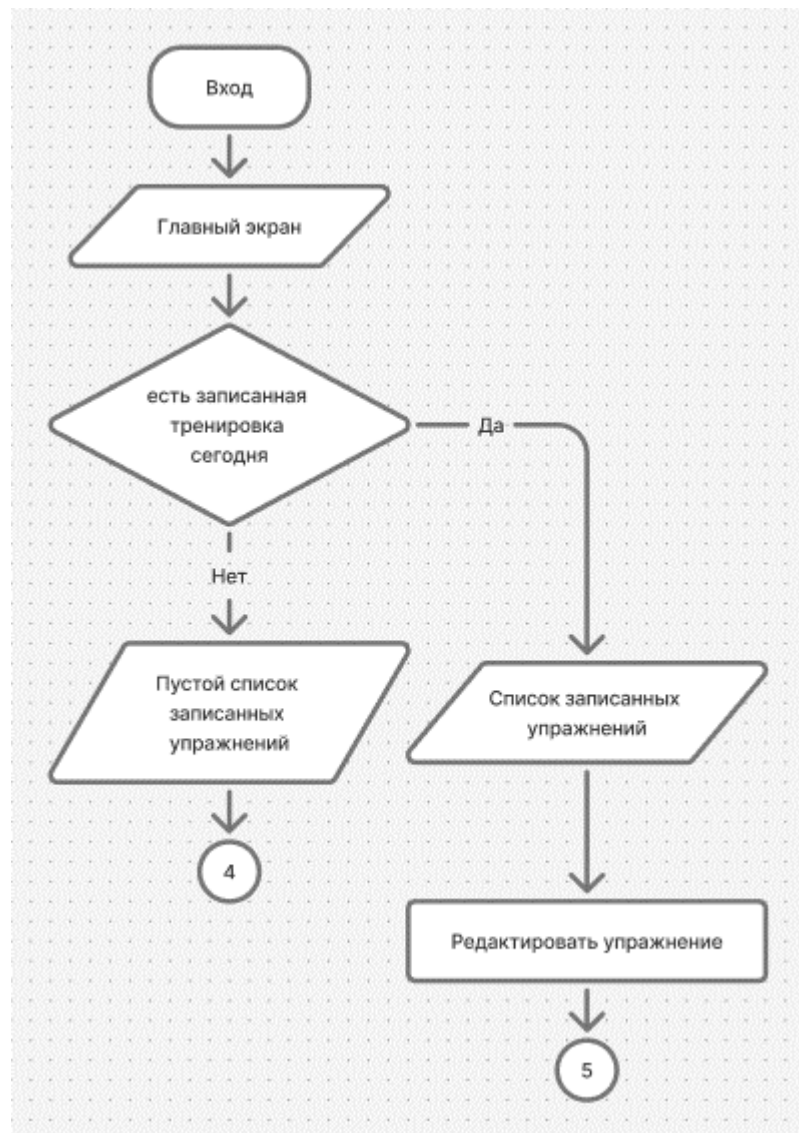 Вход
Главный экран
есть записанная
тренировка
сегодня
Да
Нет
Пустой список
записанных
упражнений
Список записанных
упражнений
4
Редактировать упражнение
5